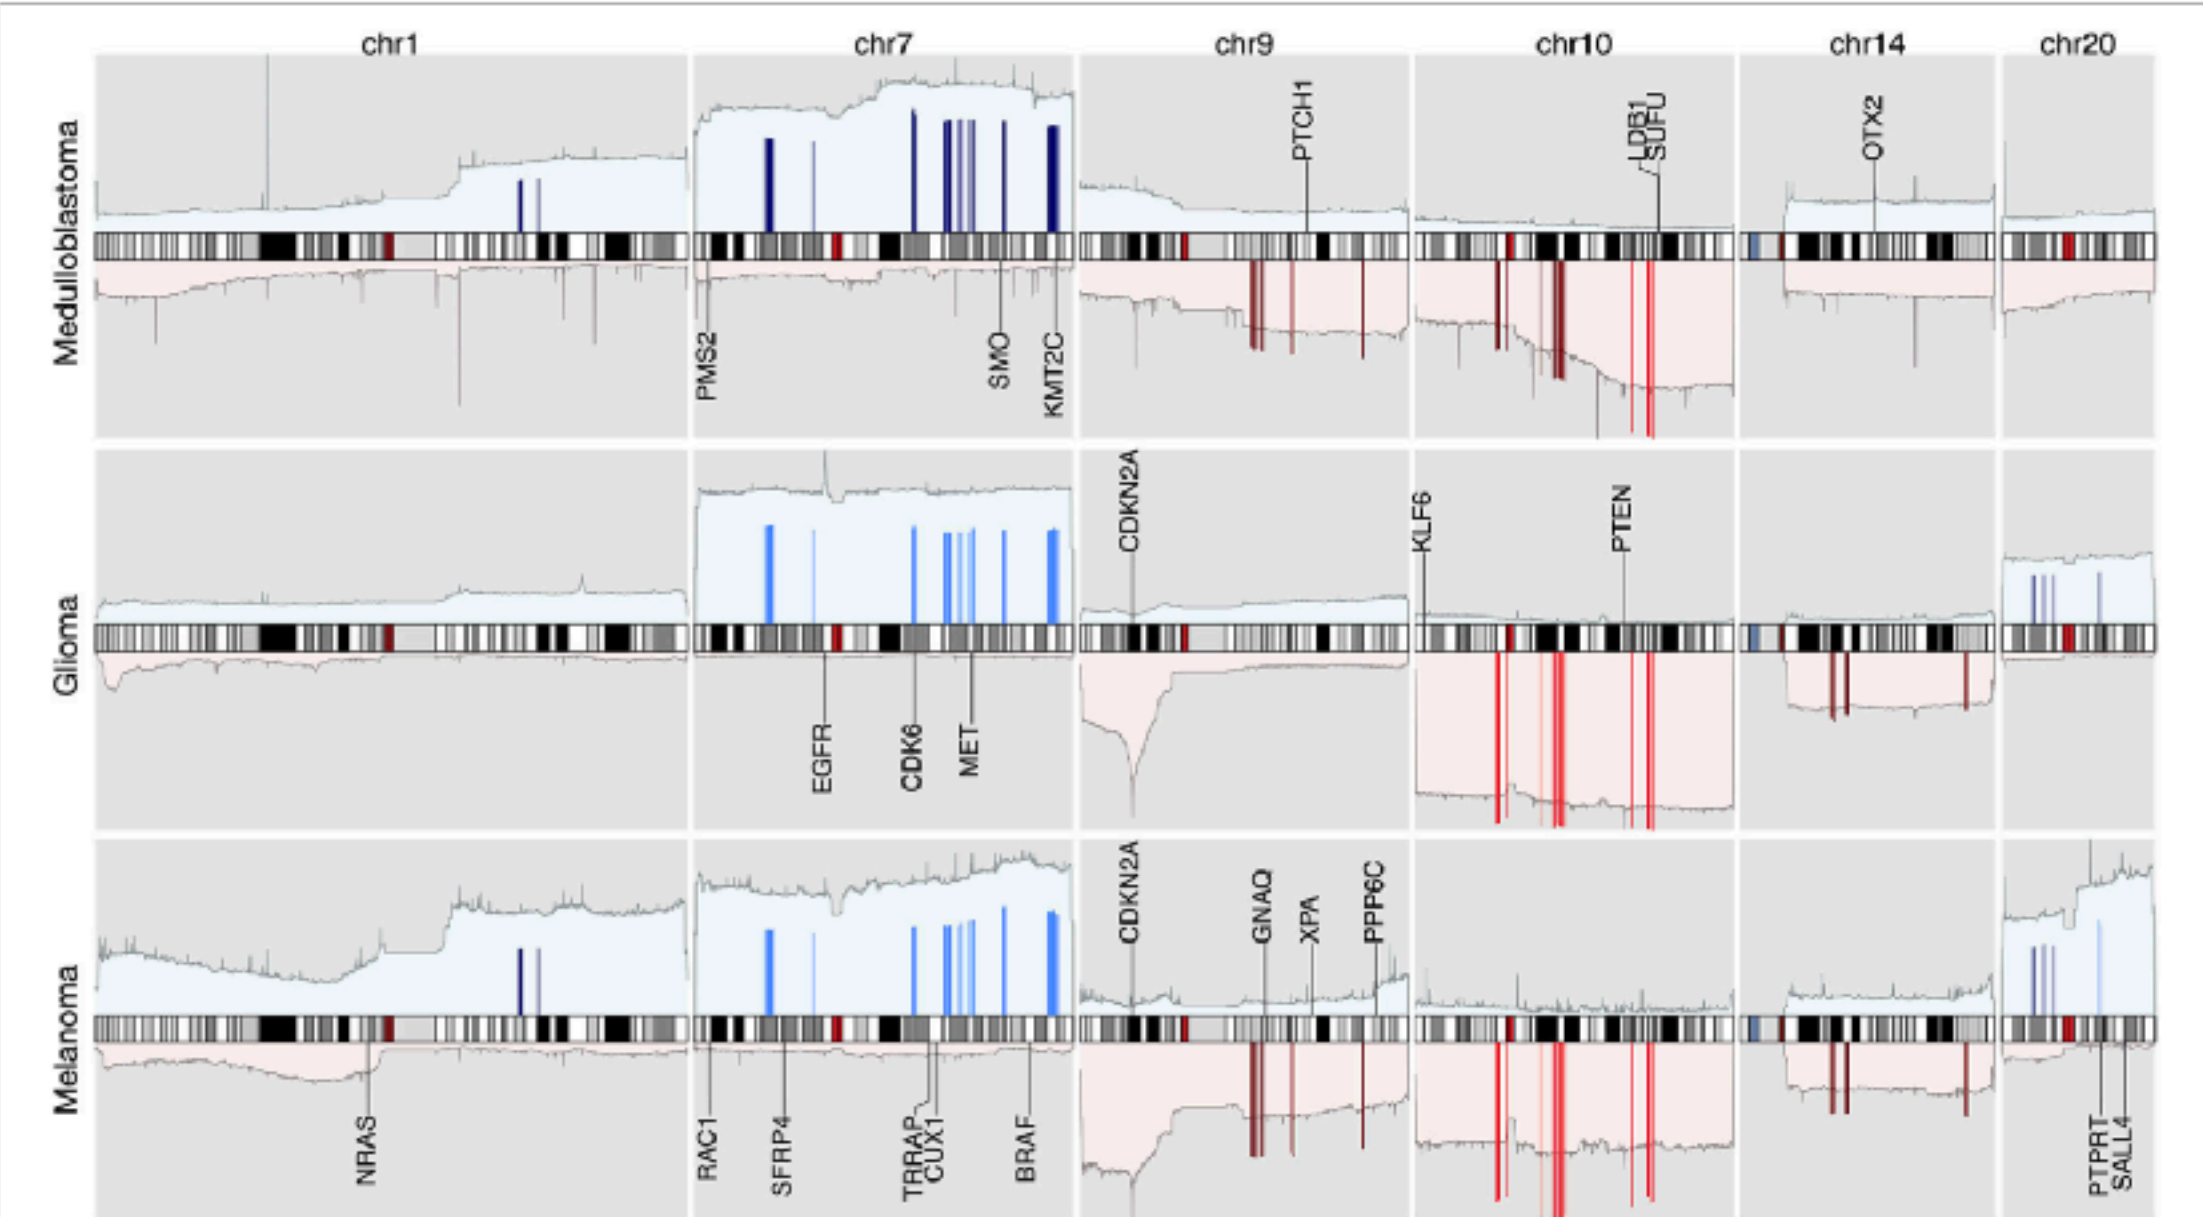 chr1 chr7 chr9 chr10 chr14 chr20
Medulloblastoma
PTCH1
LDB1
SUFU
OTX2
PMS2
SMO
KMT2C
Glioma
CDKN2A
KLF6
PTEN
EGFR
CDK6
MET
Melanoma
CDKN2A
GNAQ
XPA
PPP6C
NRAS
RAC1
SFRP4
TRRAP
CUX1
BRAF
PTPRT
SALL4